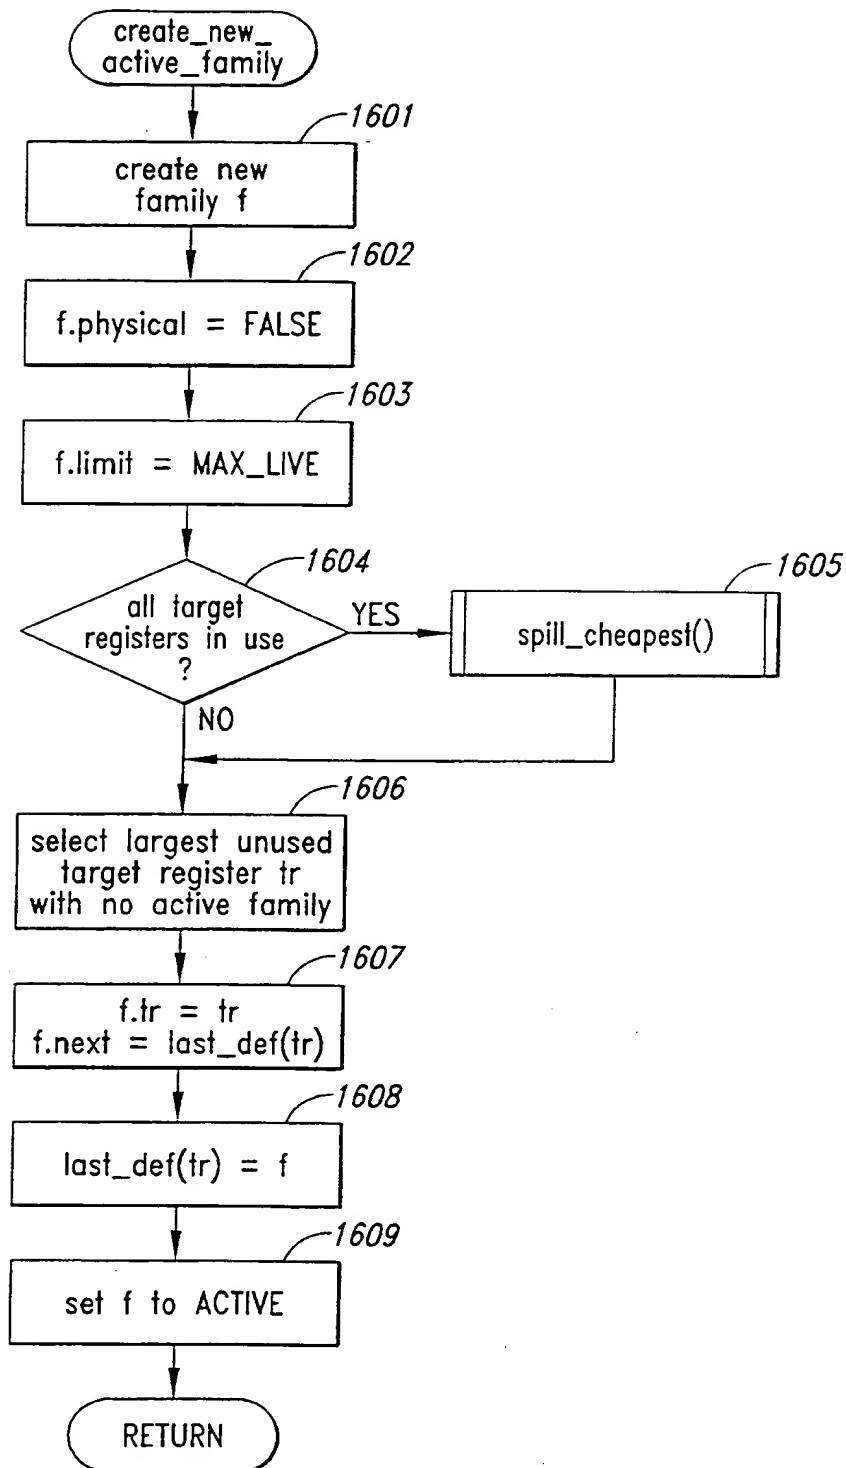 create_new_
active_family
1601
create new
family f
1602
f.physical = FALSE
1603
f.limit = MAX_LIVE
1604
all target
registers in use
?
YES
1605
spill_cheapest()
NO
1606
select largest unused
target register tr
with no active family
1607
f.tr = tr
f.next = last_def(tr)
1608
last_def(tr) = f
1609
set f to ACTIVE
RETURN